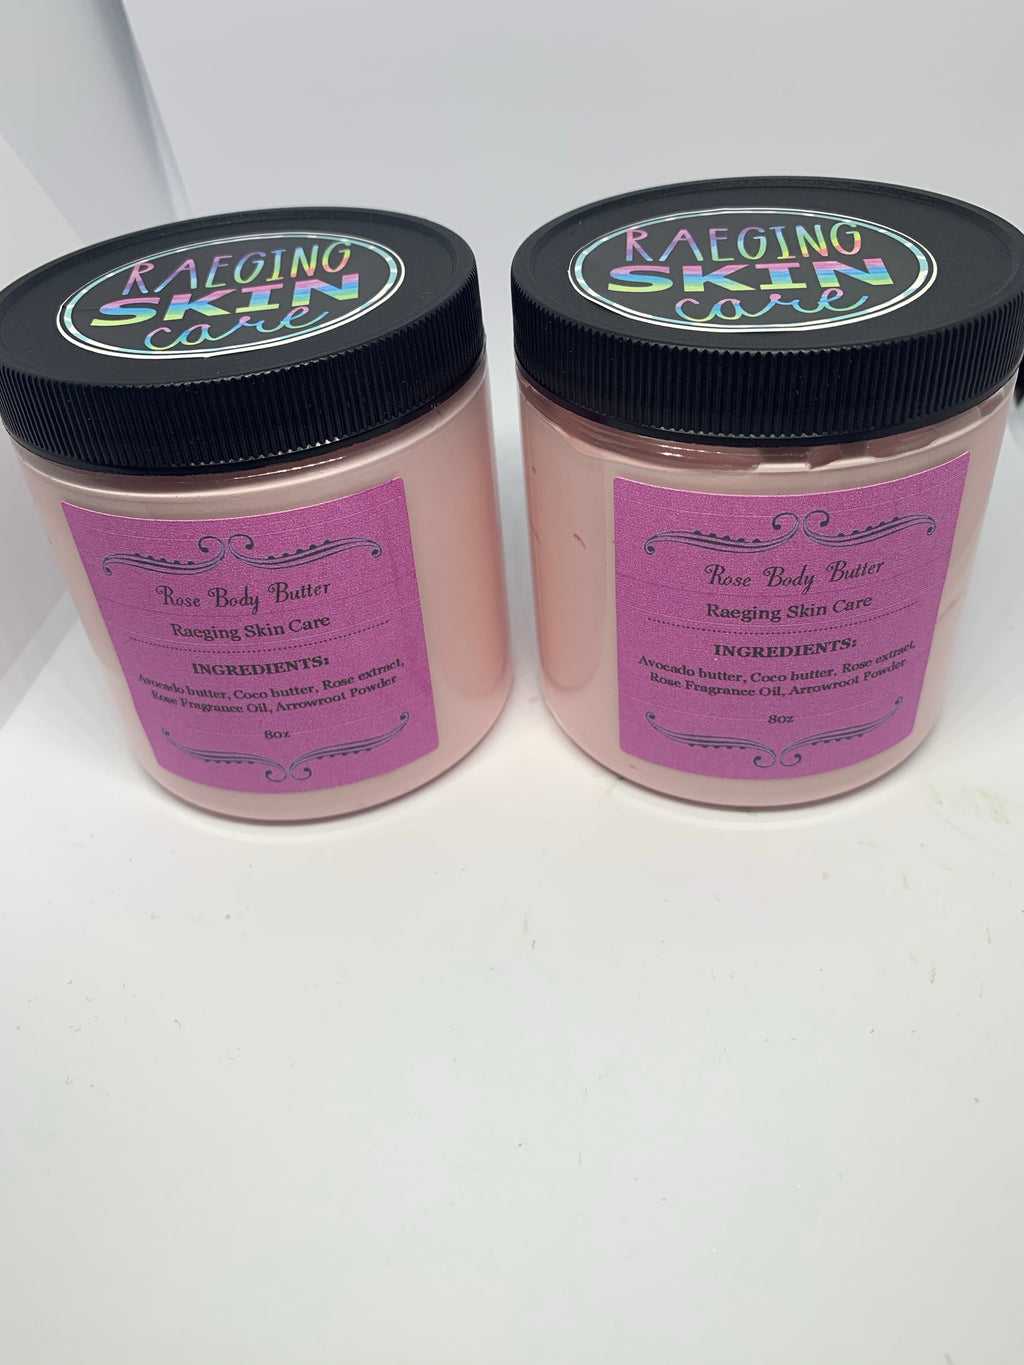 RAEGING
SKIN
care
Rose Body Butter
Raeging Skin Care
INGREDIENTS:
Avocado butter, Coco butter, Rose extract,
Rose Fragrance Oil, Arrowroot Powder
8oz
RAEGING
SKIN
care
Rose Body Butter
Raeging Skin Care
INGREDIENTS:
Avocado butter, Coco butter, Rose extract,
Rose Fragrance Oil, Arrowroot Powder
8oz